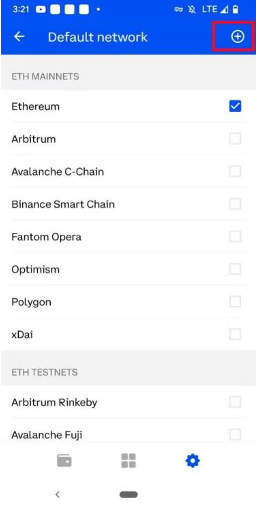 3:21 LTE
Default network
ETH MAINNETS
Ethereum
Arbitrum
Avalanche C-Chain
Binance Smart Chain
Fantom Opera
Optimism
Polygon
xDai
ETH TESTNETS
Arbitrum Rinkeby
Avalanche Fuji